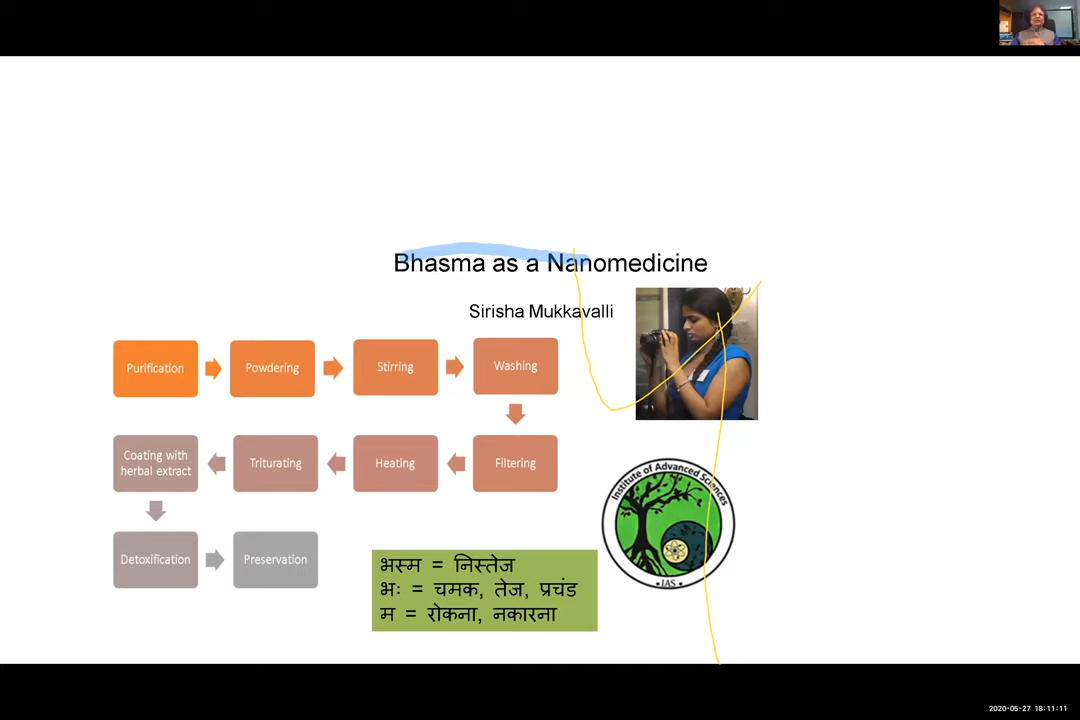 Bhasma as a Nanomedicine
Sirisha Mukkavalli
Purification
Powdering
Stirring
Washing
Filtering
Heating
Triturating
Coating with
herbal extract
Detoxification
Preservation
Institute of Advanced Sciences
• IAS •
भस्म = निस्तेज
भः = चमक, तेज, प्रचंड
म = रोकना, नकारना
2020-05-27 18:11:11